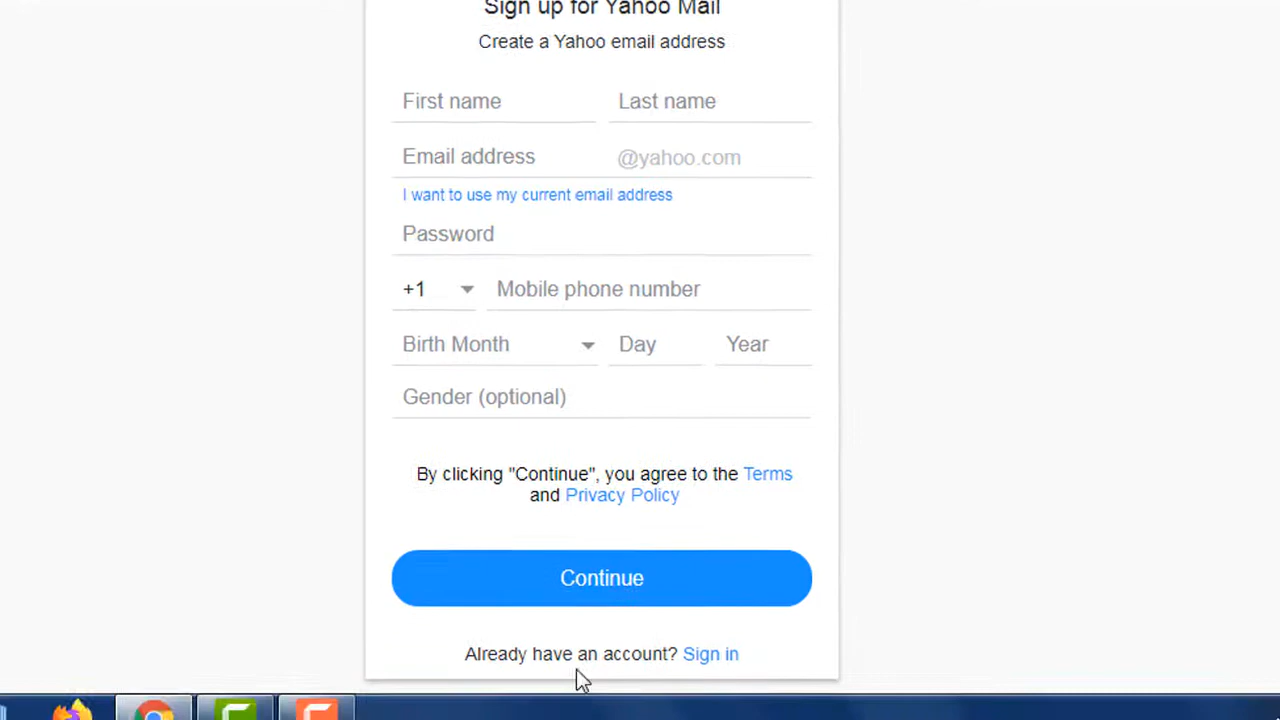 Sign up for Yahoo Mail
Create a Yahoo email address
First name Last name
Email address @yahoo.com
I want to use my current email address
Password
+1 Mobile phone number
Birth Month Day Year
Gender (optional)
By clicking "Continue", you agree to the Terms
and Privacy Policy
Continue
Already have an account? Sign in